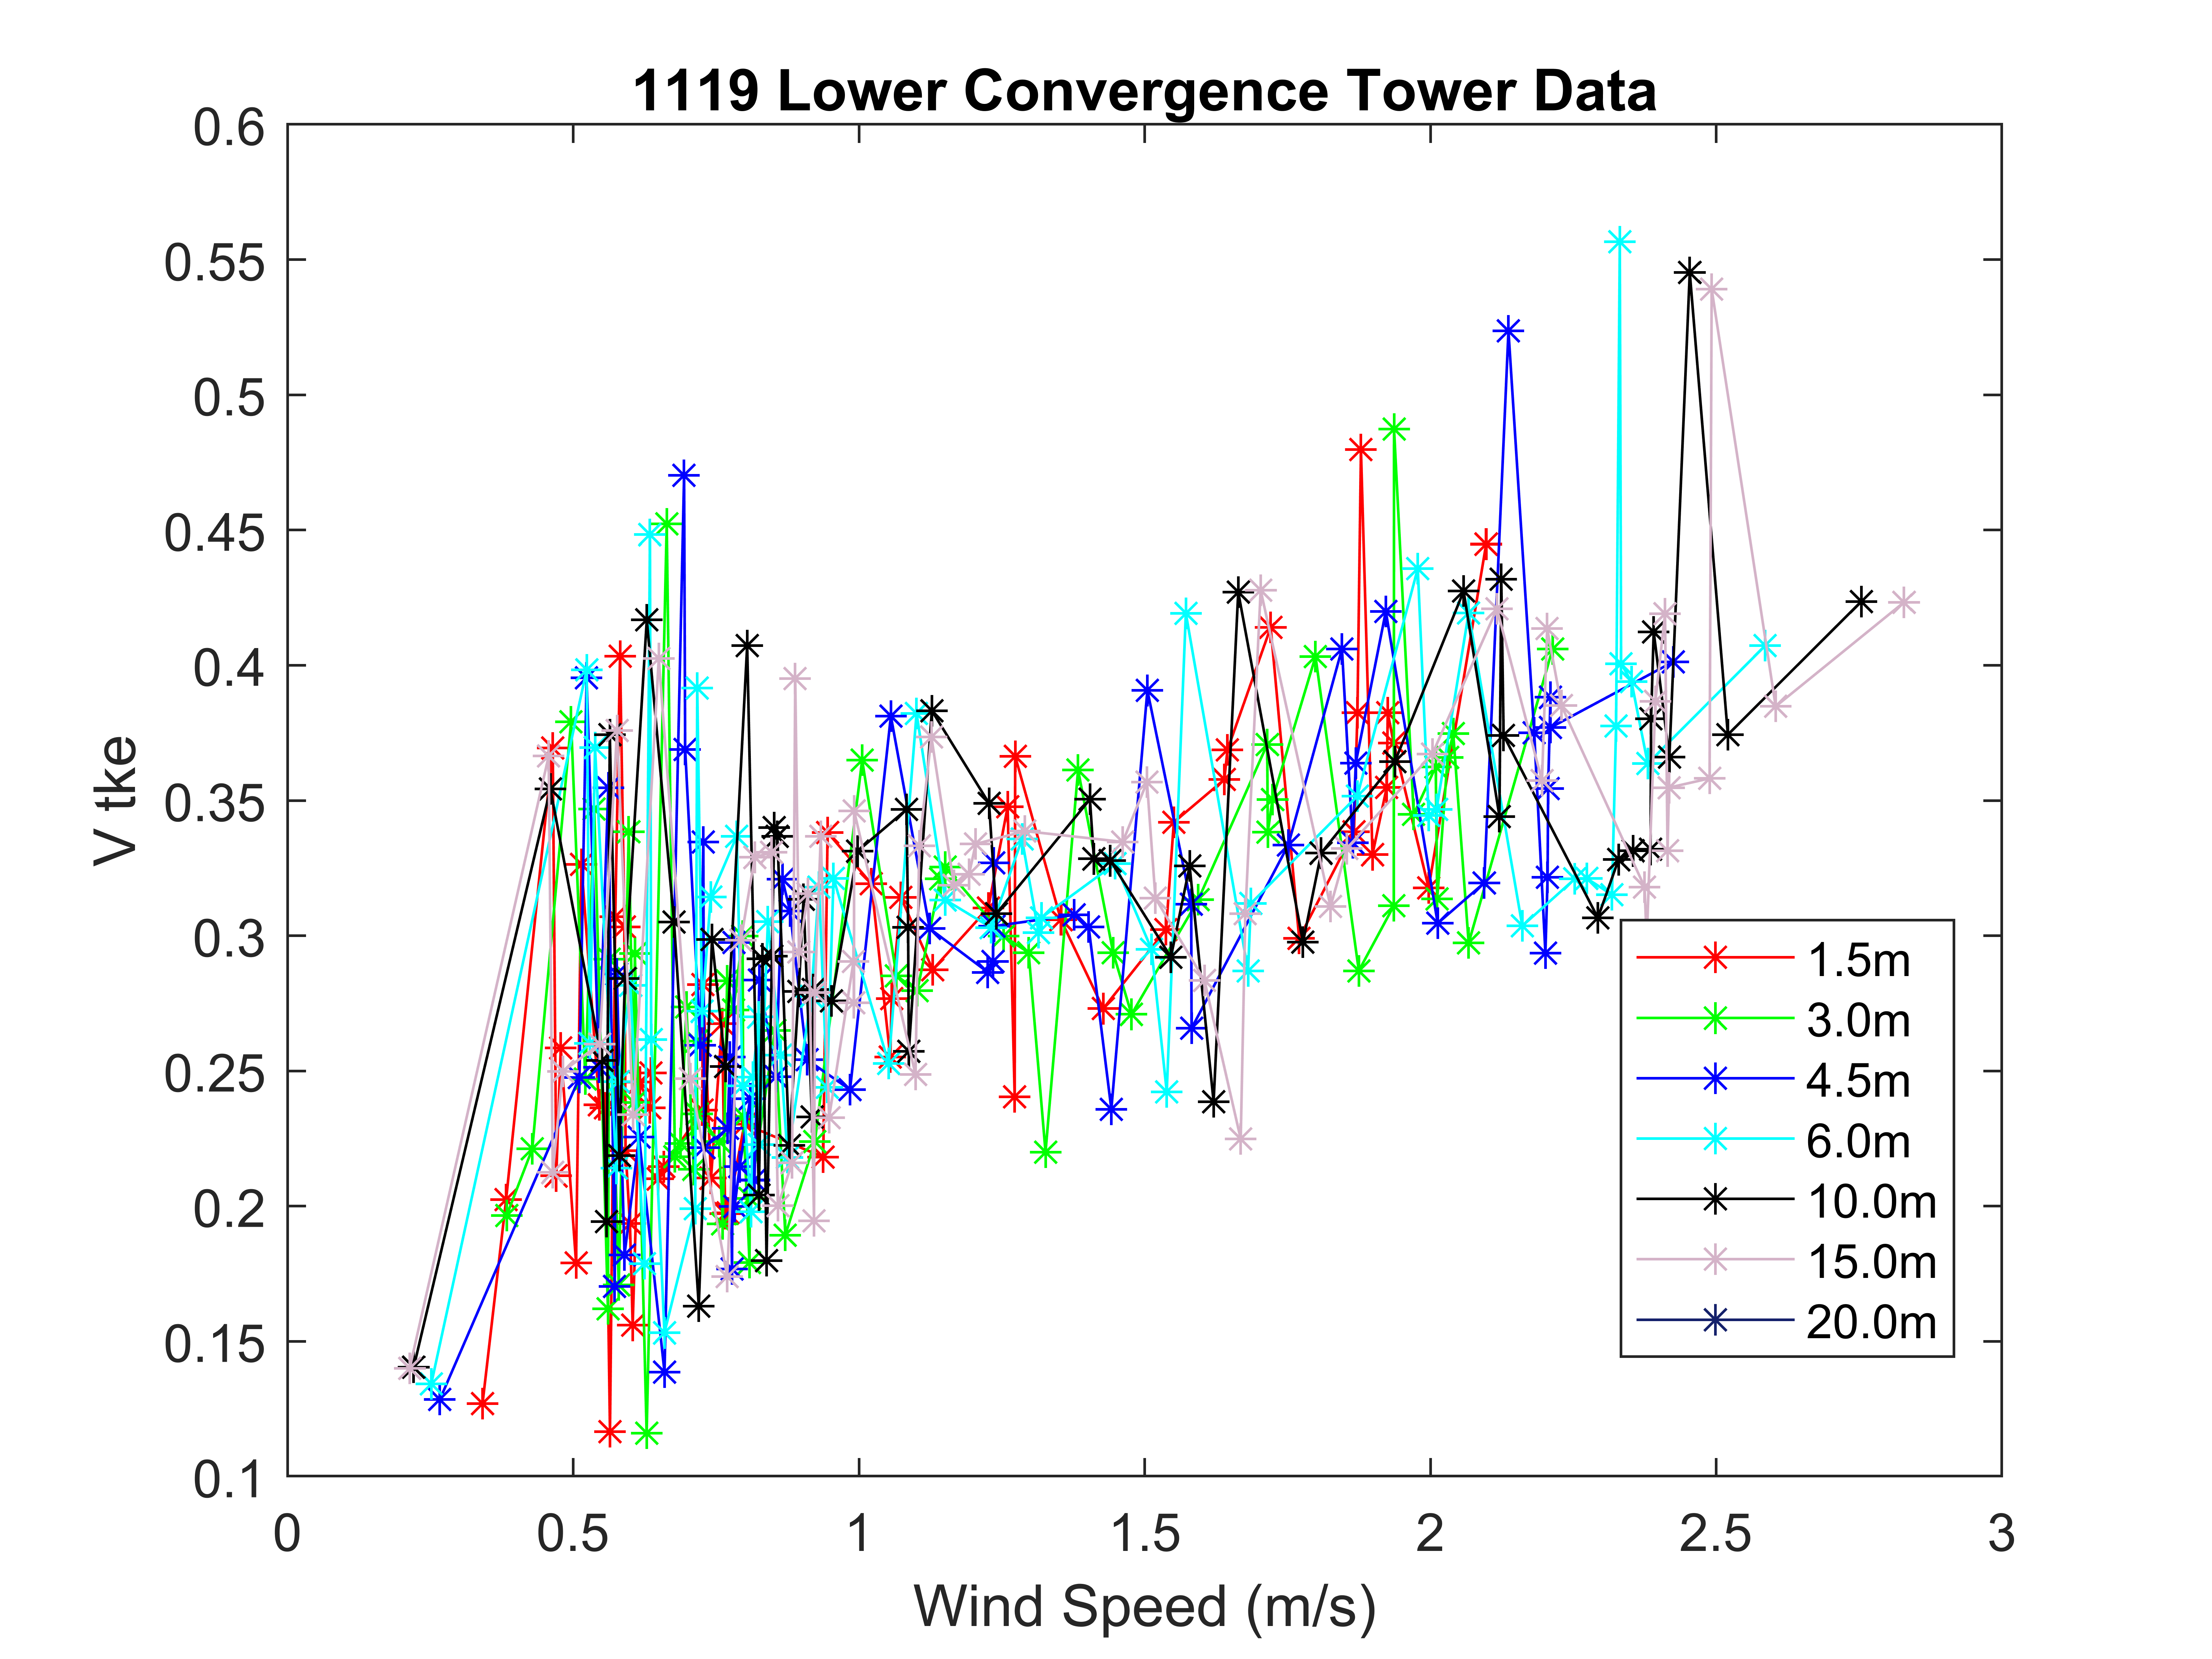 1119 Lower Convergence Tower Data
0.6
0.55
0.5
0.45
0.4
0.35
0.3
0.25
0.2
0.15
0.1
V tke
0
0.5
1
1.5
2
2.5
3
Wind Speed (m/s)
1.5m
3.0m
4.5m
6.0m
10.0m
15.0m
20.0m